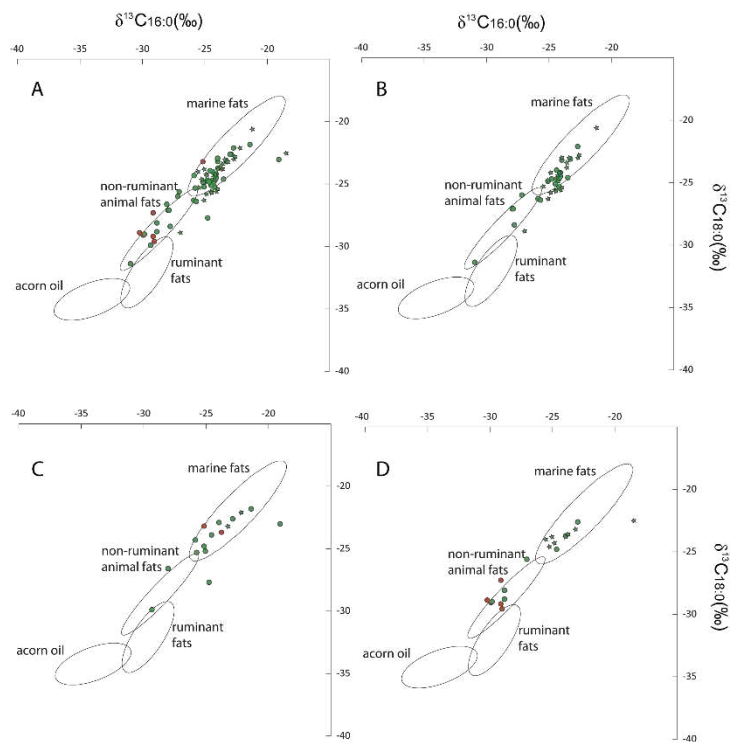 δ¹³C16:0(‰) δ¹³C16:0(‰)
-40 -35 -30 -25 -20 -40 -35 -30 -25 -20
A B
marine fats marine fats
-20 -20
non-ruminant non-ruminant
animal fats animal fats
-25 -25
δ¹³C18:0(‰)
-30 -30
ruminant ruminant
fats fats
acorn oil acorn oil
-35 -35
-40 -40
-40 -35 -30 -25 -20 -40 -35 -30 -25 -20
C D
marine fats marine fats
-20 -20
non-ruminant non-ruminant
animal fats animal fats
-25 -25
δ¹³C18:0(‰)
-30 -30
ruminant ruminant
fats fats
acorn oil acorn oil
-35 -35
-40 -40